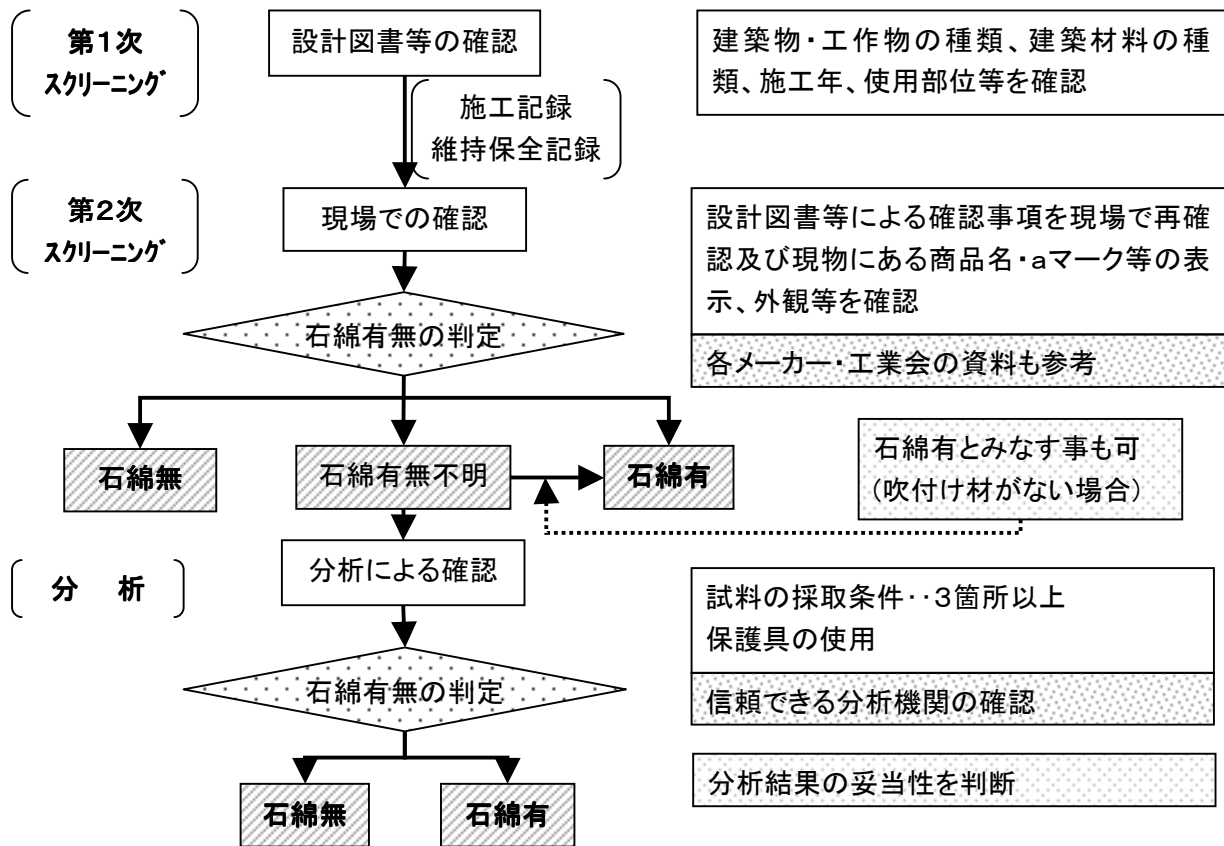 第1次
スクリーニング
設計図書等の確認
建築物・工作物の種類、建築材料の種
類、施工年、使用部位等を確認
施工記録
維持保全記録
第2次
スクリーニング
現場での確認
設計図書等による確認事項を現場で再確
認及び現物にある商品名・aマーク等の表
示、外観等を確認
石綿有無の判定
各メーカー・工業会の資料も参考
石綿無
石綿有無不明
石綿有
石綿有とみなす事も可
(吹付け材がない場合)
分析
分析による確認
試料の採取条件‥3箇所以上
保護具の使用
石綿有無の判定
信頼できる分析機関の確認
分析結果の妥当性を判断
石綿無
石綿有